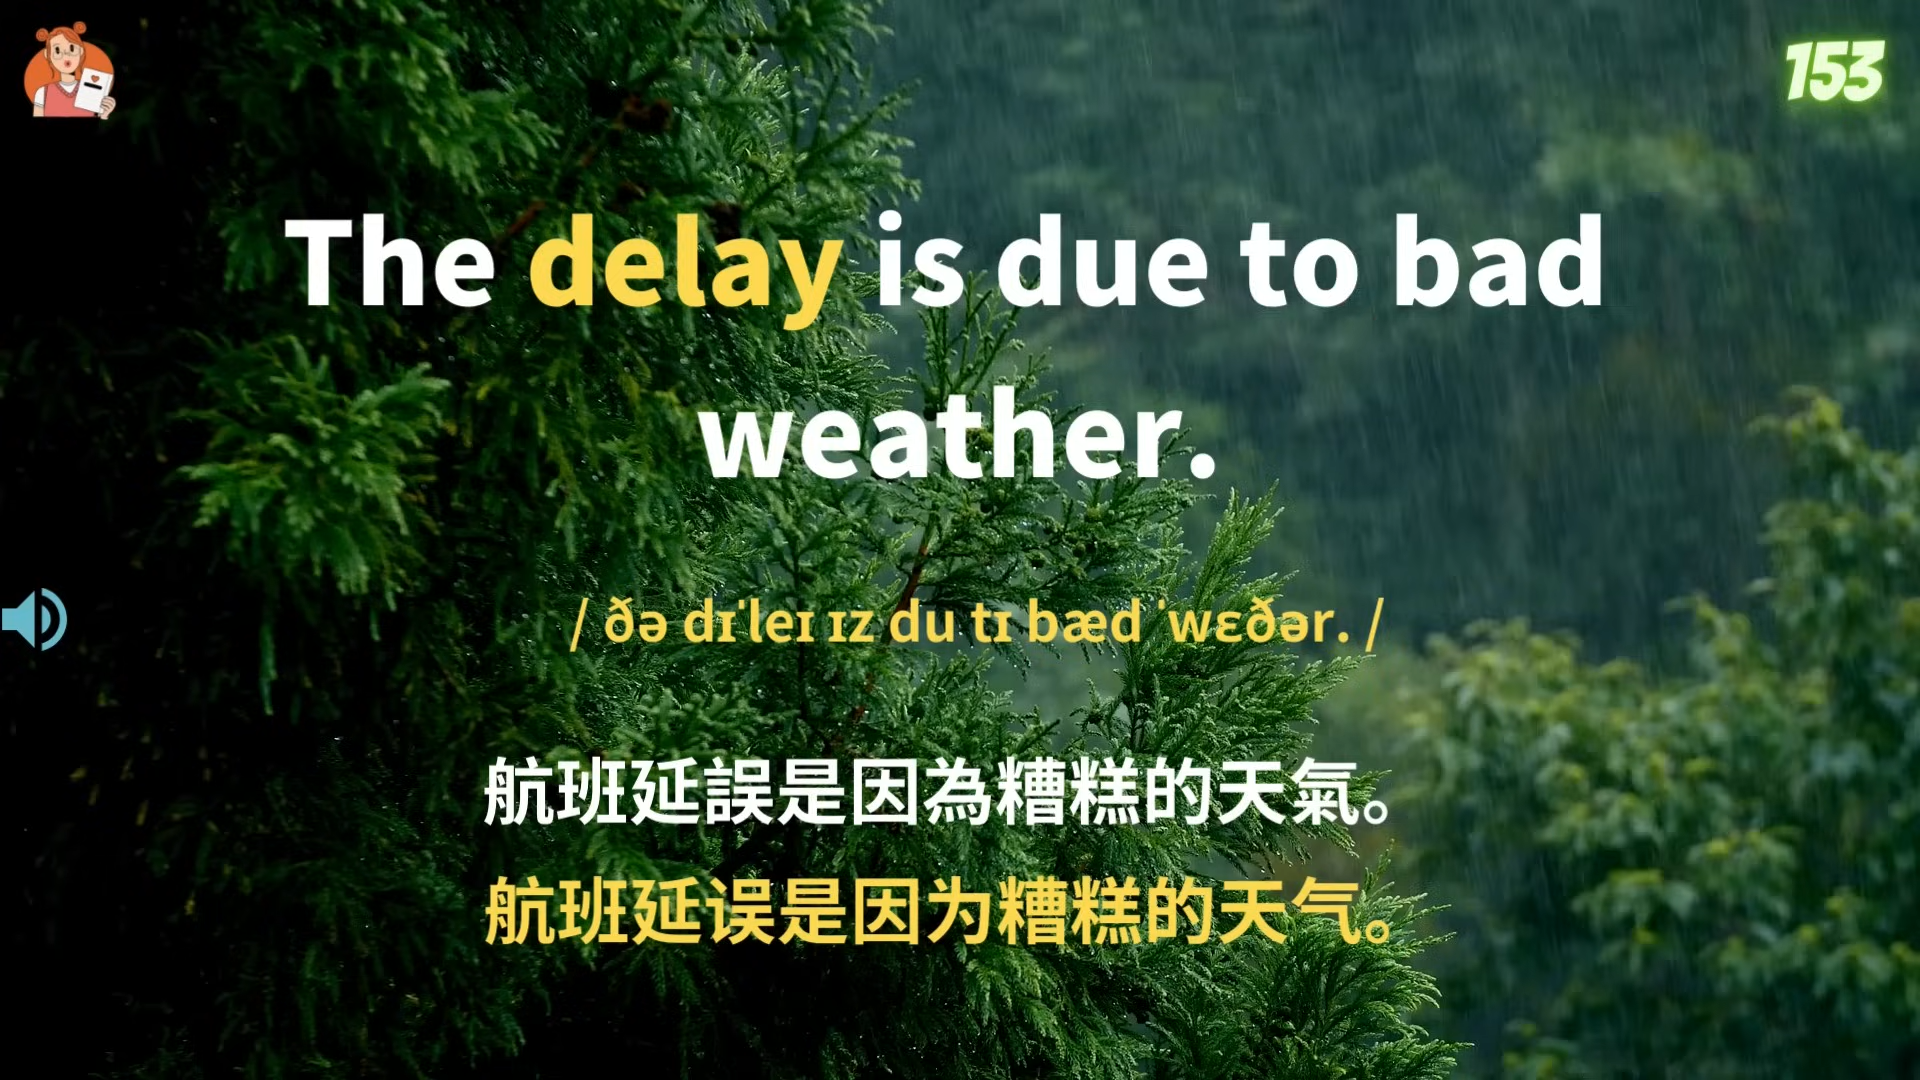 153
The delay is due to bad
weather.
/ ðə dɪˈleɪ ɪz du tɪ bæd ˈwɛðər. /
航班延誤是因為糟糕的天氣。
航班延误是因为糟糕的天气。